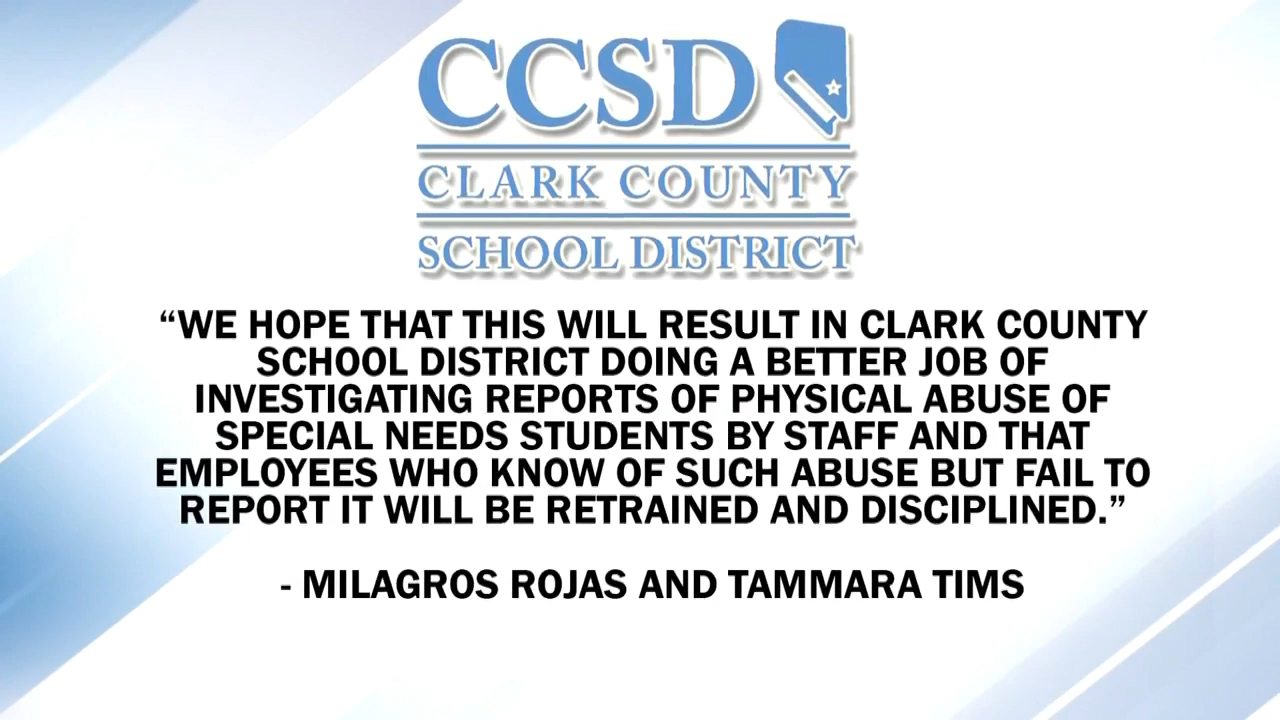 CCSD
CLARK COUNTY
SCHOOL DISTRICT
“WE HOPE THAT THIS WILL RESULT IN CLARK COUNTY
SCHOOL DISTRICT DOING A BETTER JOB OF
INVESTIGATING REPORTS OF PHYSICAL ABUSE OF
SPECIAL NEEDS STUDENTS BY STAFF AND THAT
EMPLOYEES WHO KNOW OF SUCH ABUSE BUT FAIL TO
REPORT IT WILL BE RETRAINED AND DISCIPLINED.”
- MILAGROS ROJAS AND TAMMARA TIMS